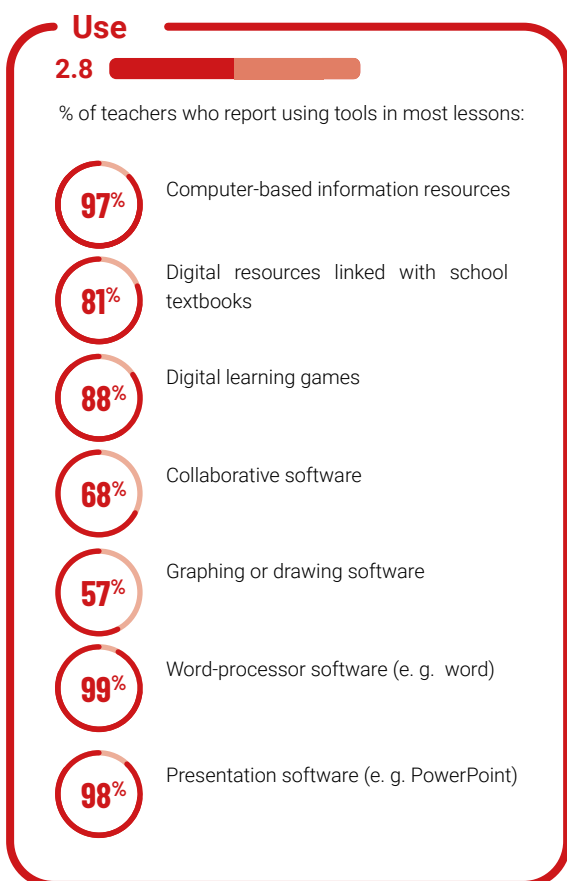 Use
2.8
% of teachers who report using tools in most lessons:
97%
Computer-based information resources
81%
Digital resources linked with school
textbooks
88%
Digital learning games
68%
Collaborative software
57%
Graphing or drawing software
99%
Word-processor software (e. g. word)
98%
Presentation software (e. g. PowerPoint)